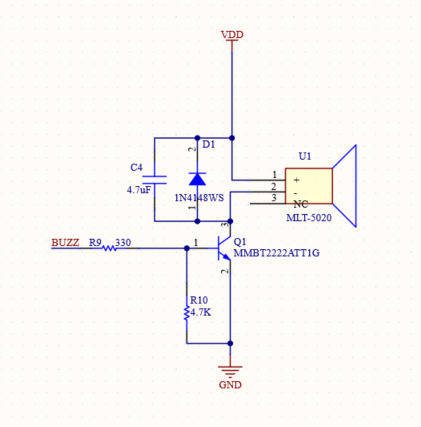 VDD
D1
2
C4
4.7uF
1N4148WS
1
U1
1
+
2
-
3
NC
MLT-5020
3
BUZZ
R9
330
1
Q1
MMBT2222ATT1G
2
R10
4.7K
GND